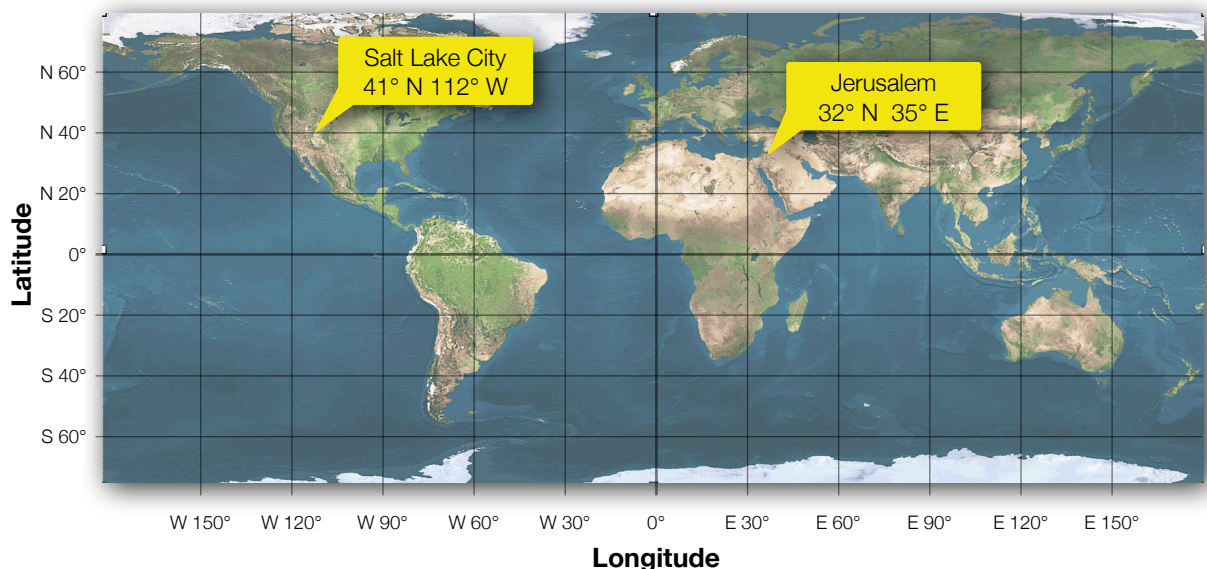 Salt Lake City
41° N 112° W
Jerusalem
32° N 35° E
Latitude
N 60°
N 40°
N 20°
0°
S 20°
S 40°
S 60°
W 150° W 120° W 90° W 60° W 30° 0° E 30° E 60° E 90° E 120° E 150°
Longitude